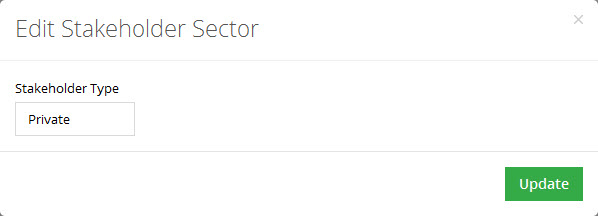 Edit Stakeholder Sector
×
Stakeholder Type
Private
Update